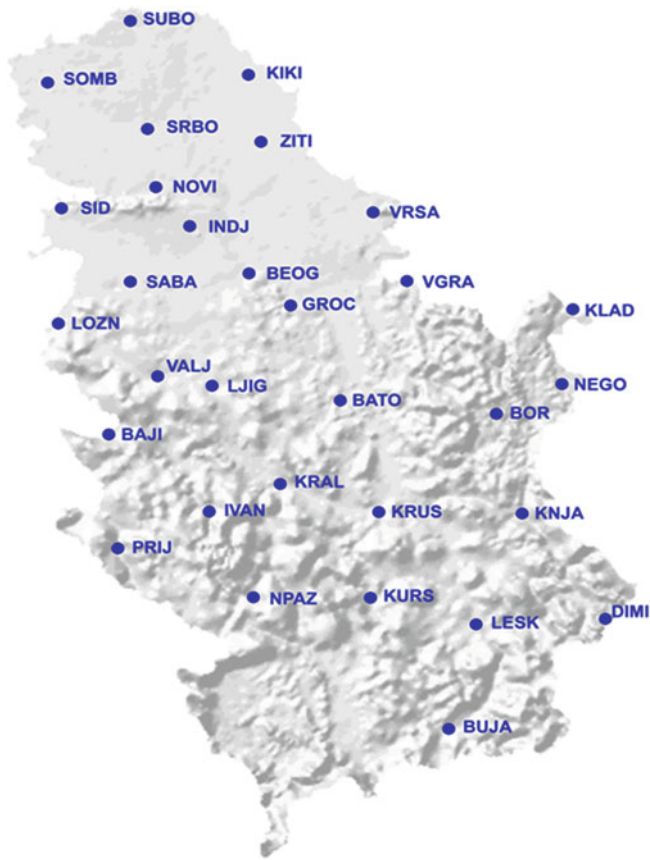 SUBO
KIKI
SOMB
SRBO
ZITI
NOVI
SID
VRSA
INDJ
BEOG
SABA
VGRA
GROC
KLAD
LOZN
VALJ
LJIG
NEGO
BATO
BOR
BAJI
KRAL
IVAN
KRUS
KNJA
PRIJ
NPAZ
KURS
DIMI
LESK
BUJA